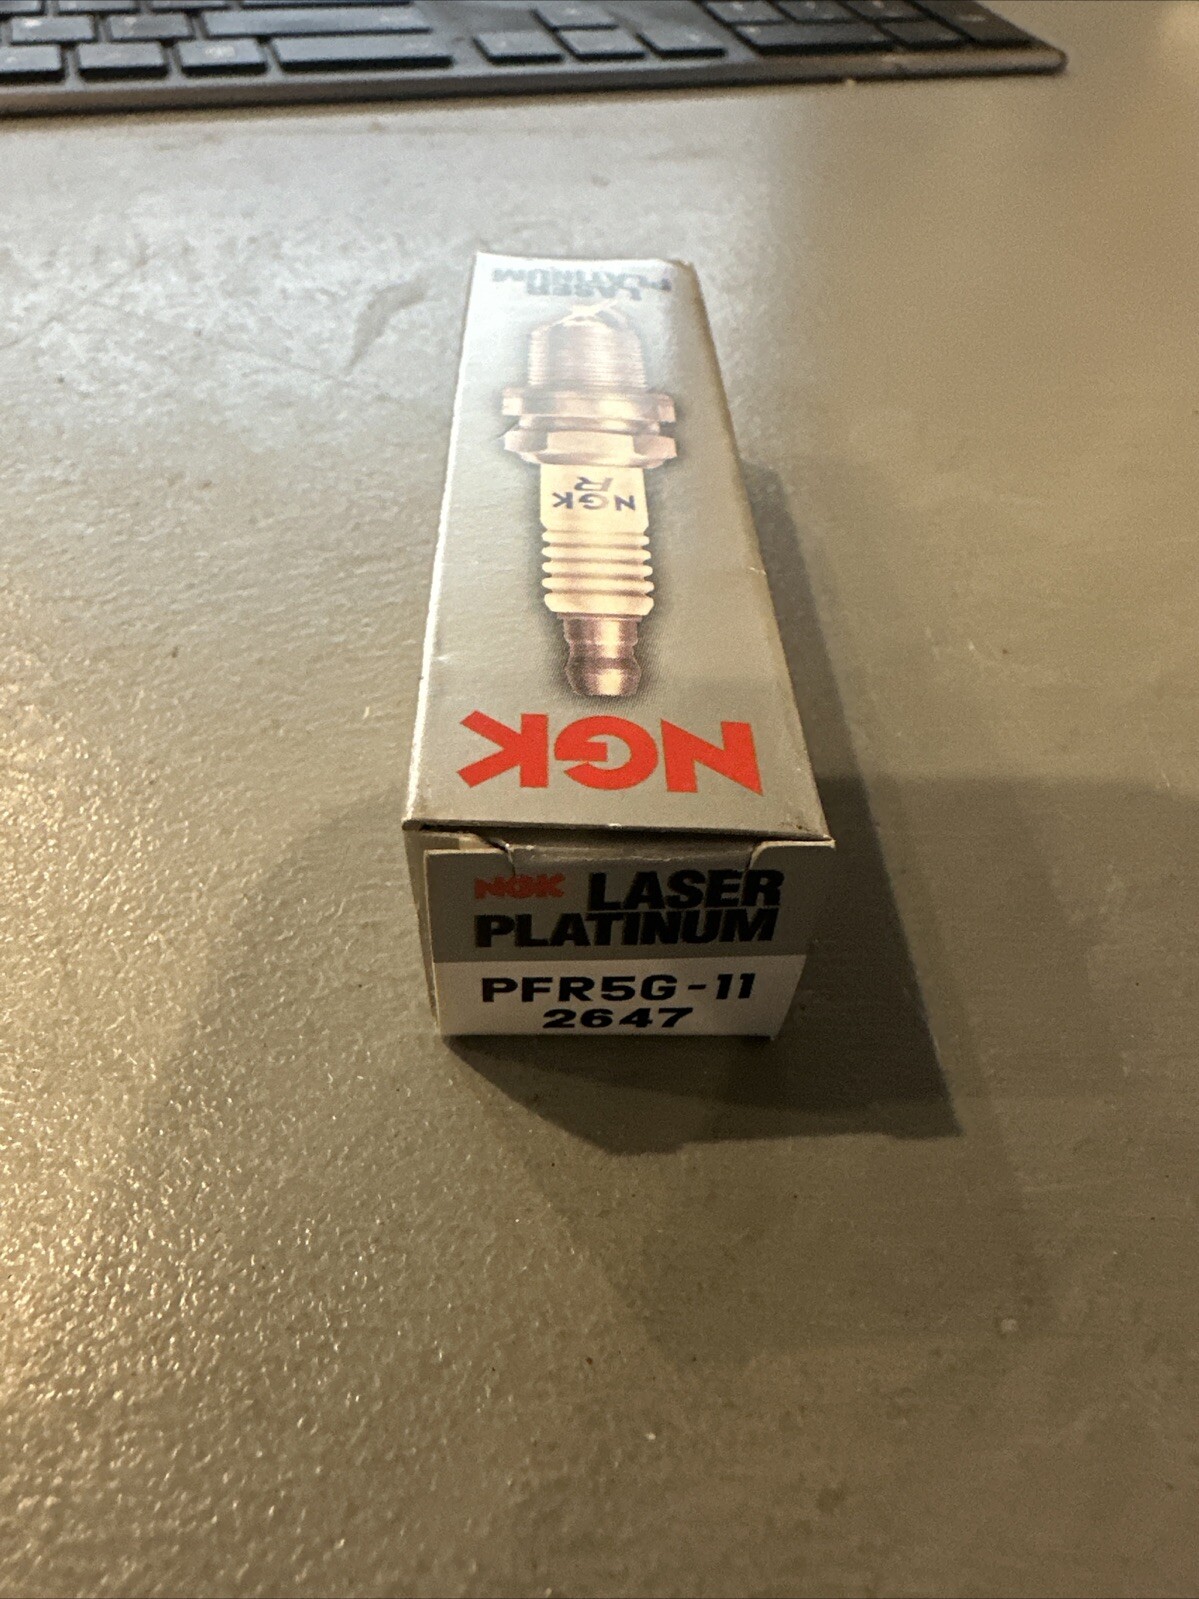 LASER
PLATINUM
NGK
R
NGK
NGK LASER
PLATINUM
PFR5G-11
2647